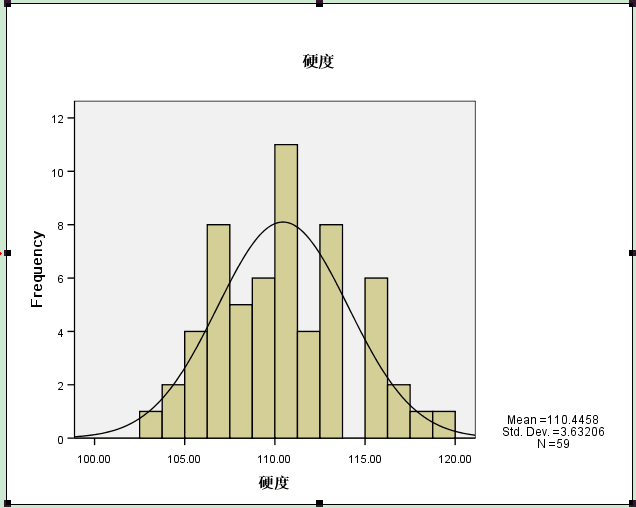 硬度
Frequency
12
10
8
6
4
2
0
100.00 105.00 110.00 115.00 120.00
硬度
Mean =110.4458
Std. Dev. =3.63206
N =59